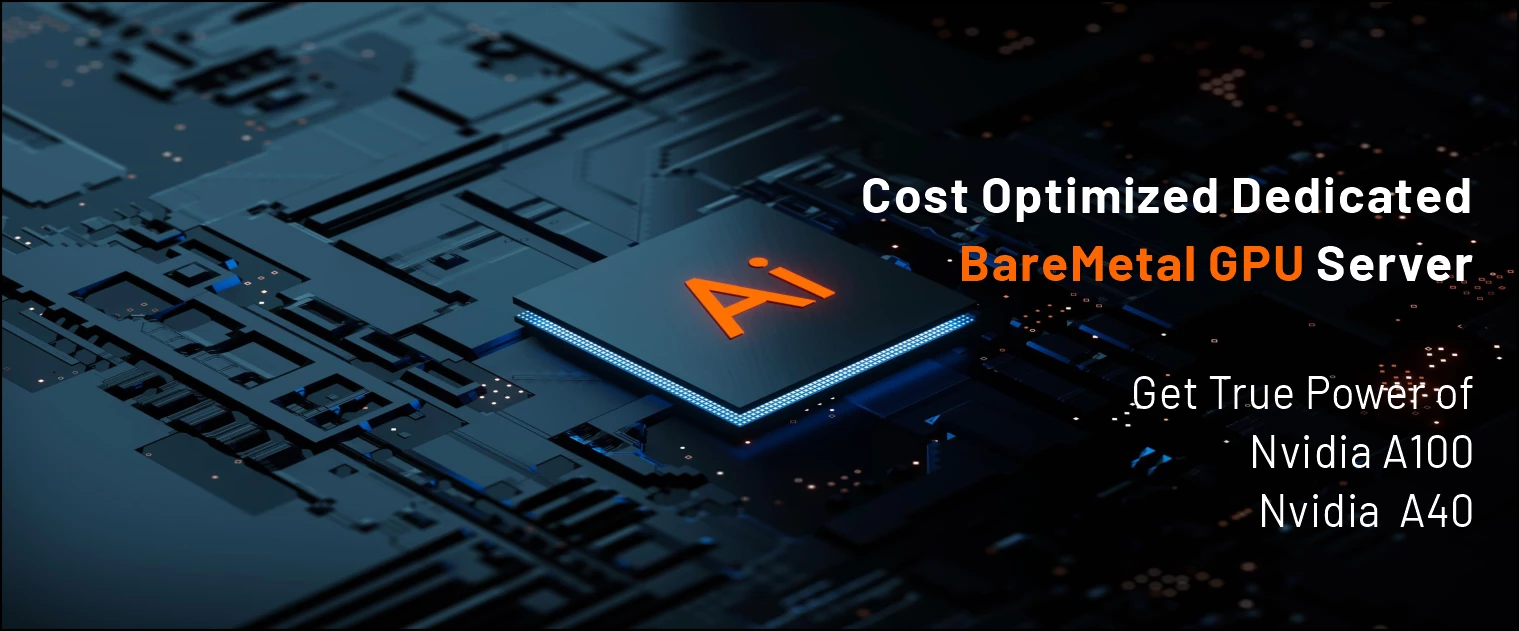 Ai
Cost Optimized Dedicated
BareMetal GPU Server
Get True Power of
Nvidia A100
Nvidia A40